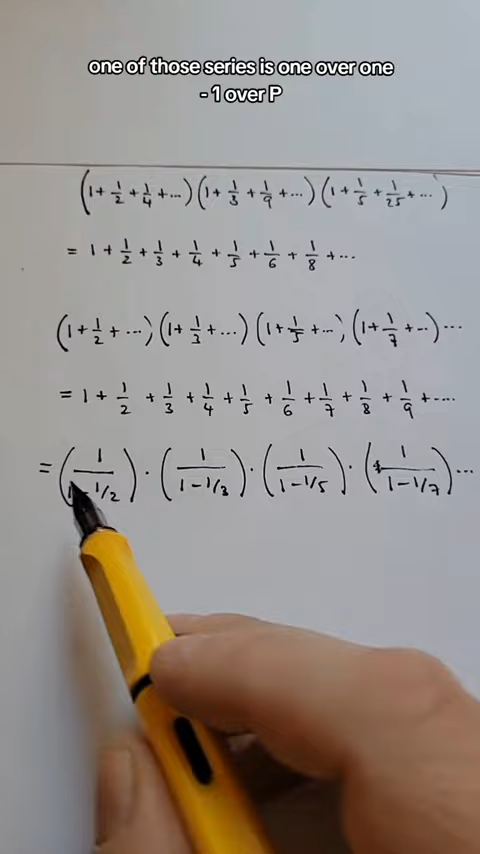 one of those series is one over one
- 1 over P
(1 + 1/2 + 1/4 + ...) (1 + 1/3 + 1/9 + ...) (1 + 1/5 + 1/25 + ...)
= 1 + 1/2 + 1/3 + 1/4 + 1/5 + 1/6 + 1/8 + ...
(1 + 1/2 + ...) (1 + 1/3 + ...) (1 + 1/5 + ...) (1 + 1/7 + ...) ...
= 1 + 1/2 + 1/3 + 1/4 + 1/5 + 1/6 + 1/7 + 1/8 + 1/9 + ....
= (1/(1 - 1/2)) · (1/(1 - 1/3)) · (1/(1 - 1/5)) · (1/(1 - 1/7)) ...